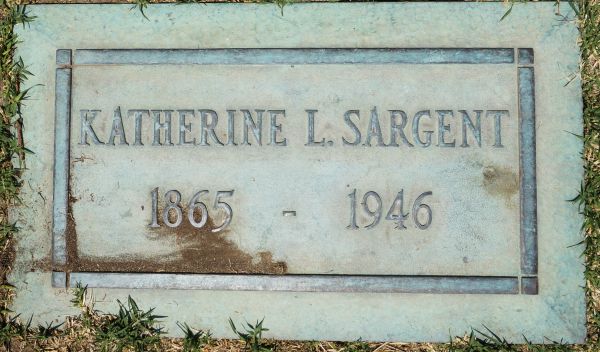 KATHERINE L. SARGENT
1865 - 1946